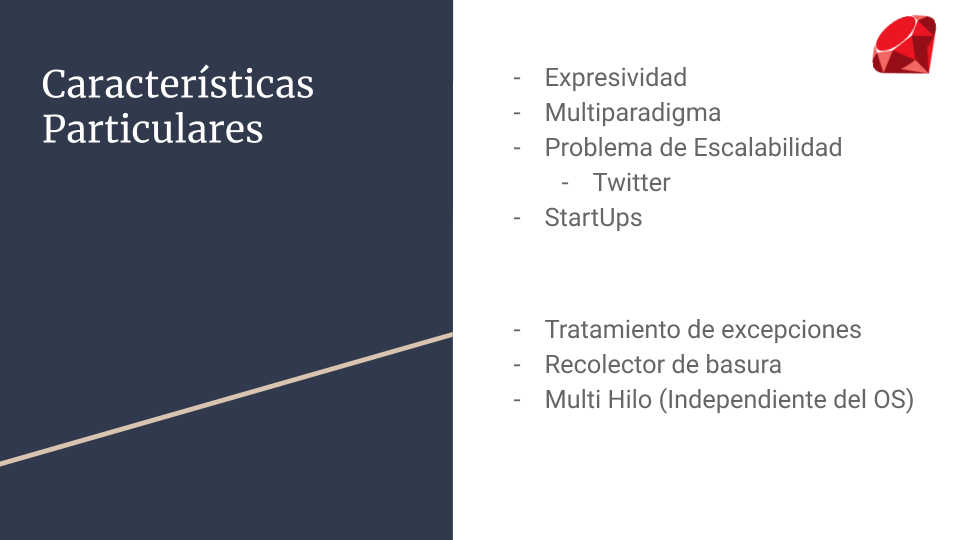 Características
Particulares
- Expresividad
- Multiparadigma
- Problema de Escalabilidad
- Twitter
- StartUps
- Tratamiento de excepciones
- Recolector de basura
- Multi Hilo (Independiente del OS)